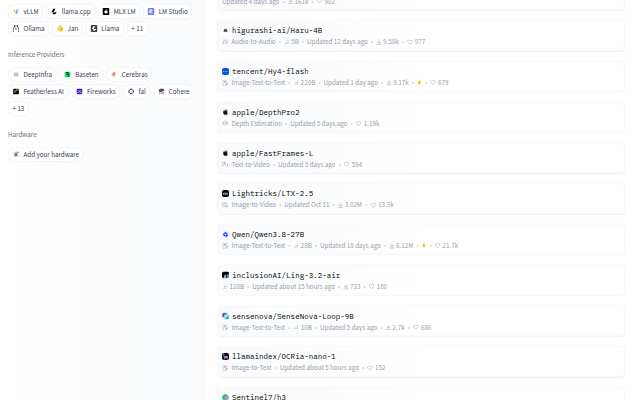 vLLM llama.cpp MLX LM LM Studio
Ollama Jan Llama + 11
Inference Providers
DeepInfra Baseten Cerebras
Featherless AI Fireworks fal Cohere
+ 13
Hardware
Add your hardware
higurashi-ai/Haru-4B
Audio-to-Audio • 5B • Updated 12 days ago • • 977
tencent/Hy4-flash
Image-Text-to-Text • 210B • Updated 1 day ago • 9.17k • • 679
apple/DepthPro2
Depth Estimation • Updated 5 days ago • 1.19k
apple/FastFrames-L
Text-to-Video • Updated 5 days ago • 594
Lightricks/LTX-2.5
Image-to-Video • Updated Oct 11 • 3.02M • 13.5k
Qwen/Qwen3.8-27B
Image-Text-to-Text • 28B • Updated 18 days ago • 6.12M • • 21.7k
inclusionAI/Ling-3.2-air
Updated about 15 hours ago • 733 • 180
sensenova/SenseNova-Loop-9B
Image-Text-to-Text • 10B • Updated 5 days ago • 2.7k • 686
llamaindex/OCRia-nano-1
Image-to-Text • Updated about 5 hours ago • 152
Sentinel7/h3